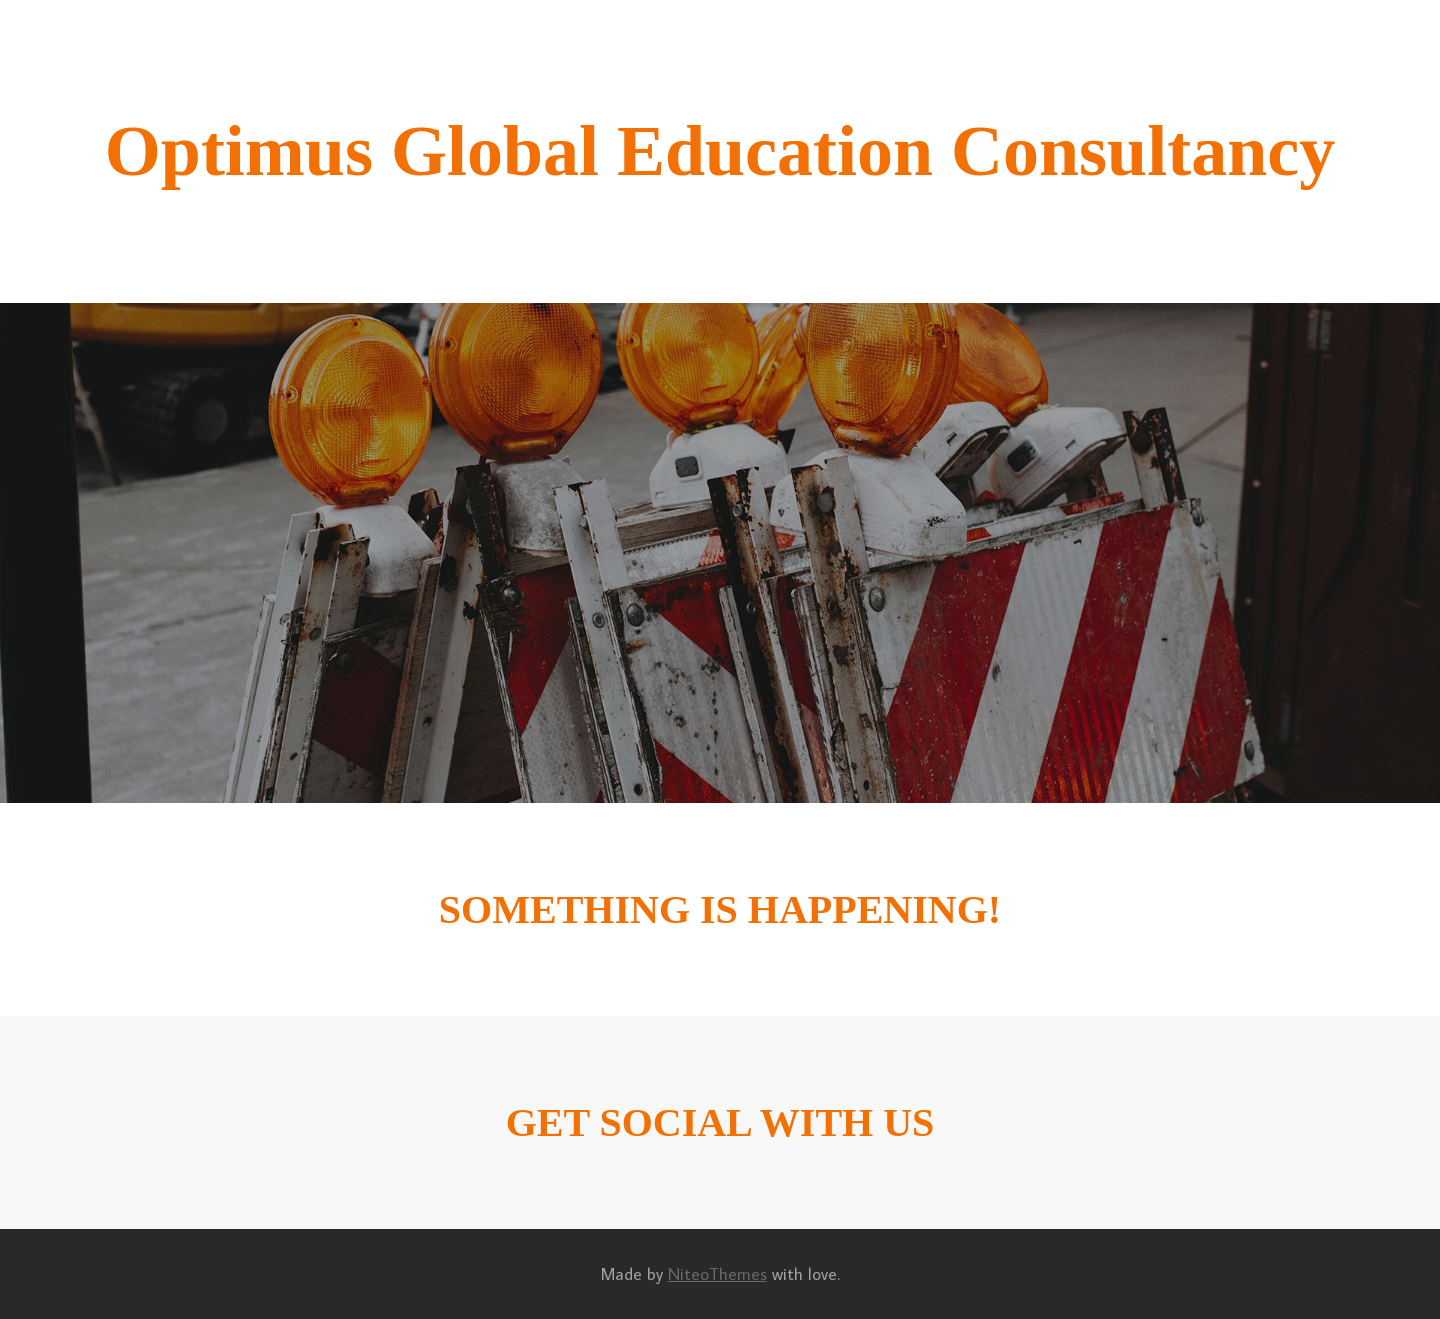 Optimus Global Education Consultancy
SOMETHING IS HAPPENING!
GET SOCIAL WITH US
Made by NiteoThemes with love.